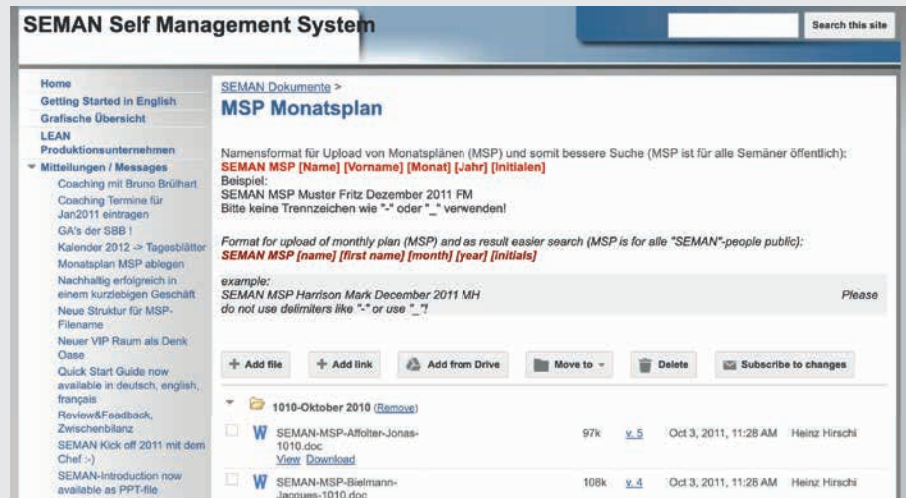 SEMAN Self Management System
Search this site
Home
Getting Started in English
Grafische Übersicht
LEAN
Produktionsunternehmen
Mitteilungen / Messages
Coaching mit Bruno Brülhart
Coaching Termine für
Jan2011 eintragen
GA's der SBB !
Kalender 2012 -> Tagesblätter
Monatsplan MSP ablegen
Nachhaltig erfolgreich in
einem kurzlebigen Geschäft
Neue Struktur für MSP-
Filename
Neuer VIP Raum als Denk
Oase
Quick Start Guide now
available in deutsch, english,
français
Review&Feedback,
Zwischenbilanz
SEMAN Kick off 2011 mit dem
Chef :-)
SEMAN-Introduction now
available as PPT-file
SEMAN Dokumente >
MSP Monatsplan
Namensformat für Upload von Monatsplänen (MSP) und somit bessere Suche (MSP ist für alle Semäner öffentlich):
SEMAN MSP [Name] [Vorname] [Monat] [Jahr] [Initialen]
Beispiel:
SEMAN MSP Muster Fritz Dezember 2011 FM
Bitte keine Trennzeichen wie "-" oder "_" verwenden!
Format for upload of monthly plan (MSP) and as result easier search (MSP is for alle "SEMAN"-people public):
SEMAN MSP [name] [first name] [month] [year] [initials]
example:
SEMAN MSP Harrison Mark December 2011 MH Please
do not use delimiters like "-" or use "_"!
+ Add file + Add link Add from Drive Move to Delete Subscribe to changes
1010-Oktober 2010 (Remove)
W SEMAN-MSP-Affolter-Jonas- 97k v. 5 Oct 3, 2011, 11:28 AM Heinz Hirschi
1010.doc
View Download
W SEMAN-MSP-Bielmann- 108k v. 4 Oct 3, 2011, 11:28 AM Heinz Hirschi
Jacques-1010.doc